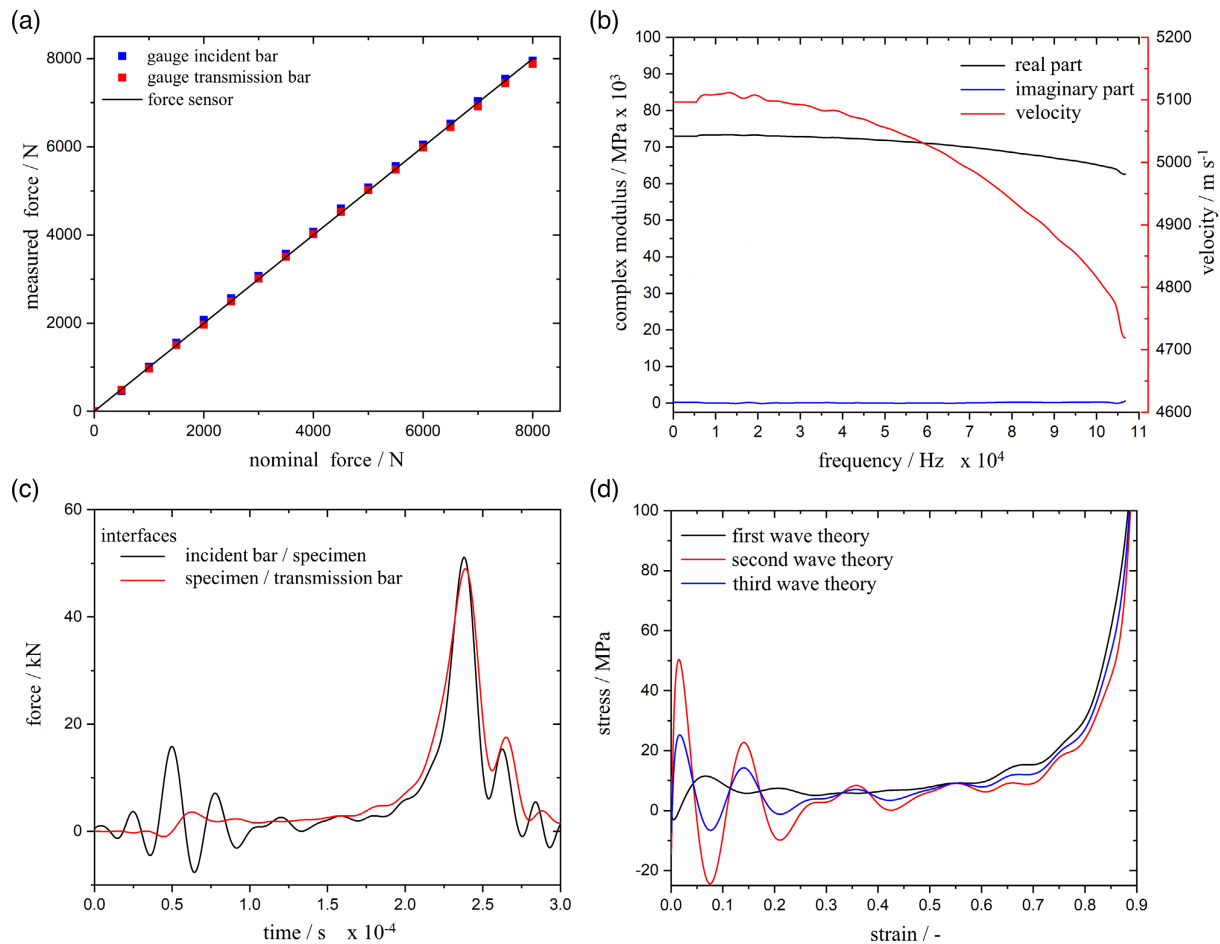 (a)
gauge incident bar
gauge transmission bar
force sensor
measured force / N
8000
6000
4000
2000
0
0 2000 4000 6000 8000
nominal force / N
(b)
real part
imaginary part
velocity
complex modulus / MPa x 10³
100
90
80
70
60
50
40
30
20
10
0
5200
5100
5000
4900
4800
4700
4600
velocity / m s⁻¹
0 1 2 3 4 5 6 7 8 9 10 11
frequency / Hz x 10⁴
(c)
interfaces
incident bar / specimen
specimen / transmission bar
force / kN
60
40
20
0
0.0 0.5 1.0 1.5 2.0 2.5 3.0
time / s x 10⁻⁴
(d)
first wave theory
second wave theory
third wave theory
stress / MPa
100
80
60
40
20
0
-20
0.0 0.1 0.2 0.3 0.4 0.5 0.6 0.7 0.8 0.9
strain / -